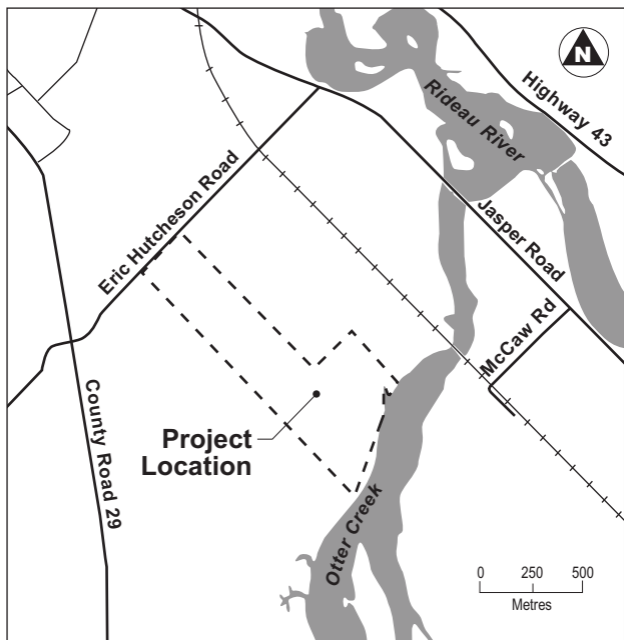 N
Highway 43
Rideau River
Eric Hutcheson Road
Jasper Road
McCaw Rd
Project
Location
County Road 29
Otter Creek
0 250 500
Metres